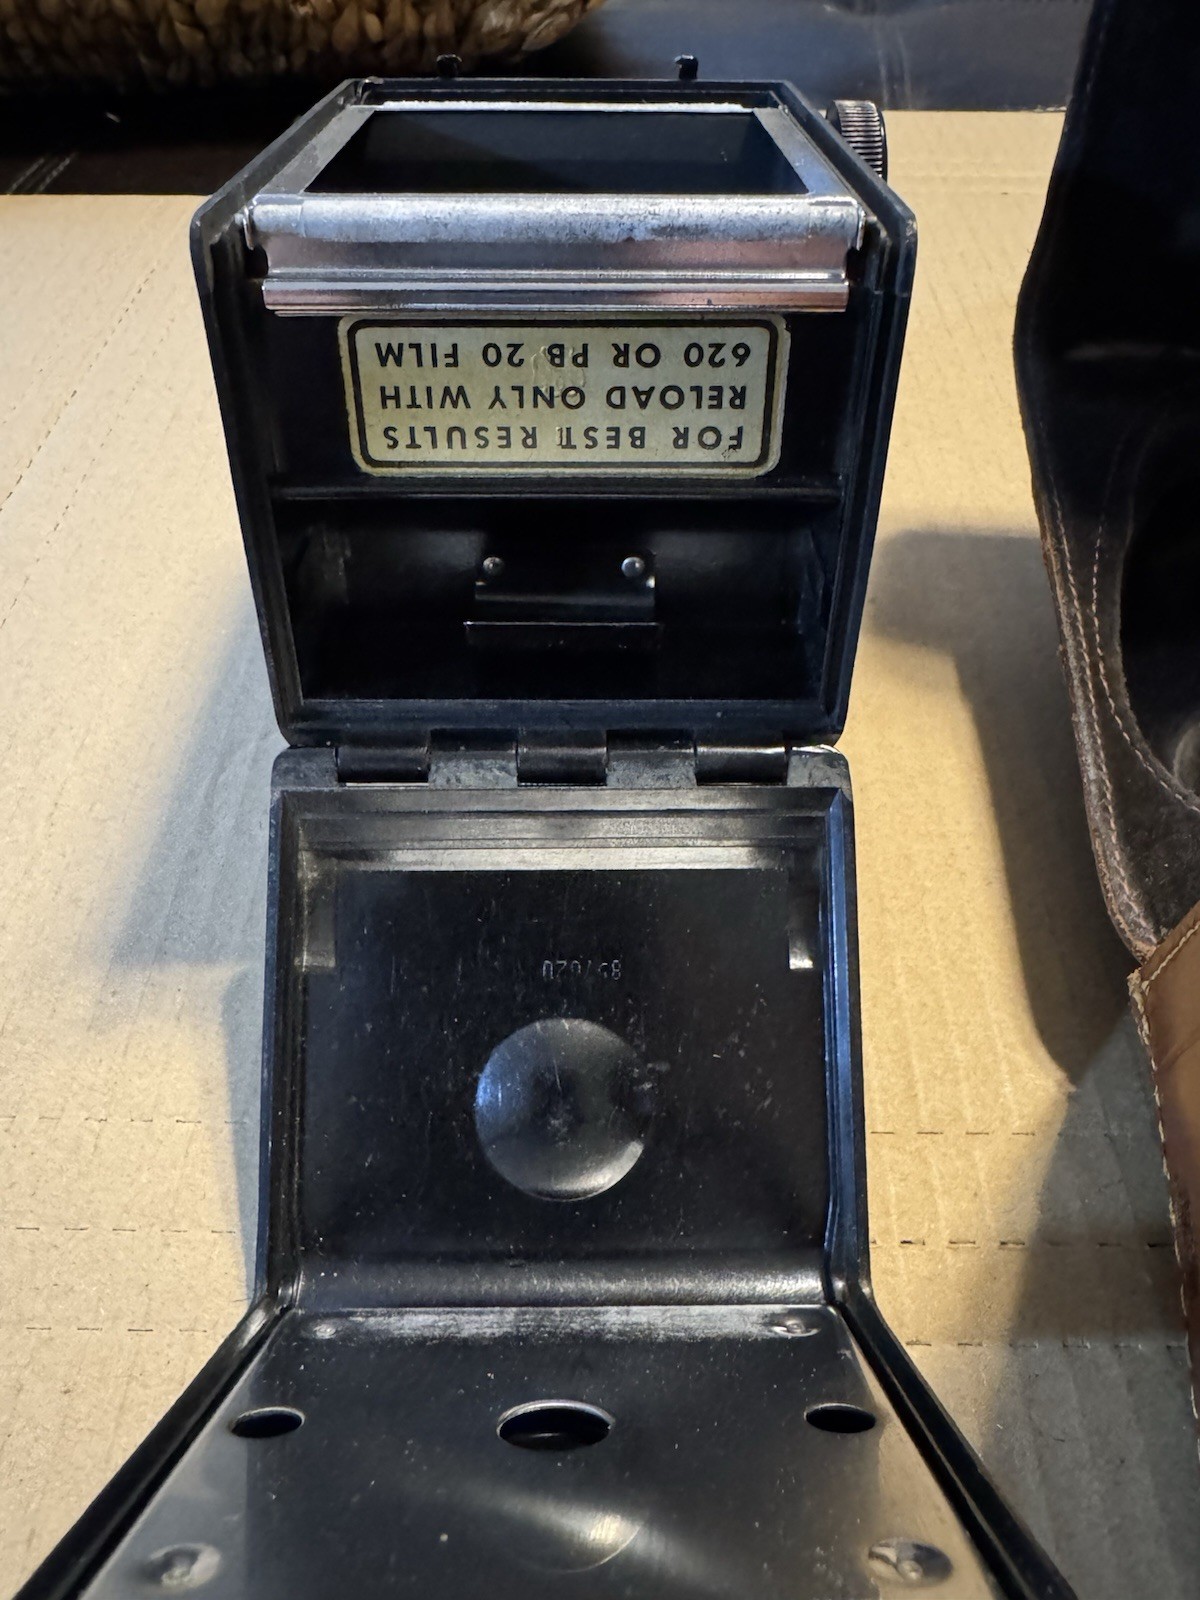 FOR BEST RESULTS
RELOAD ONLY WITH
620 OR PB 20 FILM